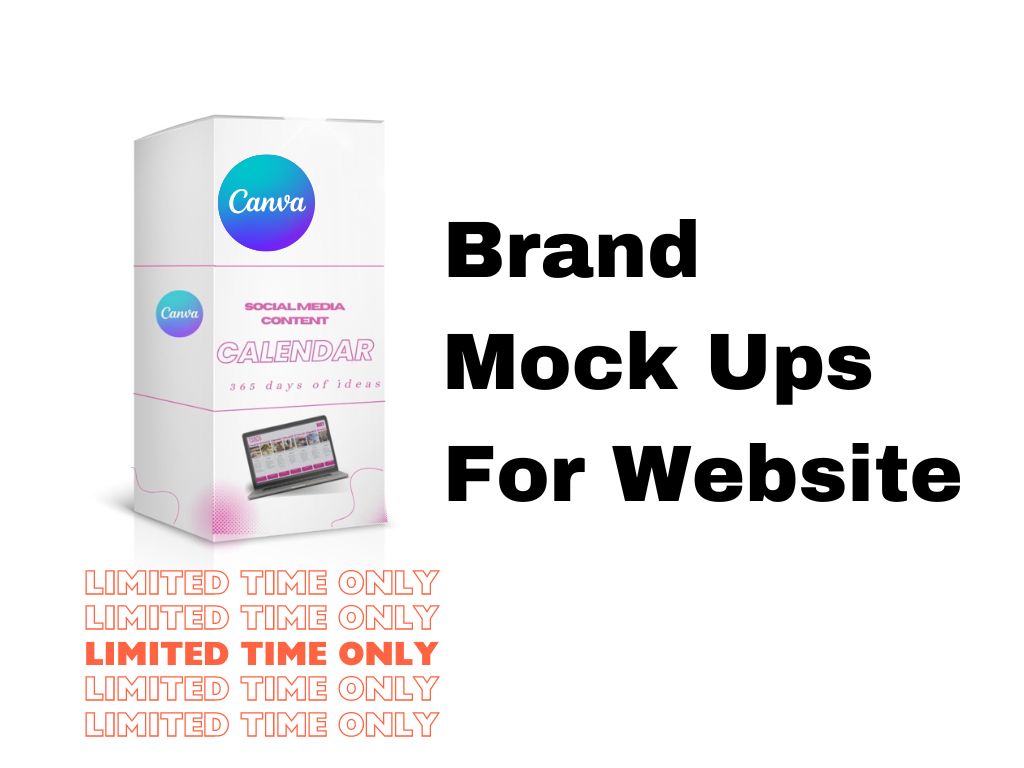 Canva
Canva
SOCIAL MEDIA
CONTENT
CALENDAR
365 days of ideas
Brand
Mock Ups
For Website
LIMITED TIME ONLY
LIMITED TIME ONLY
LIMITED TIME ONLY
LIMITED TIME ONLY
LIMITED TIME ONLY